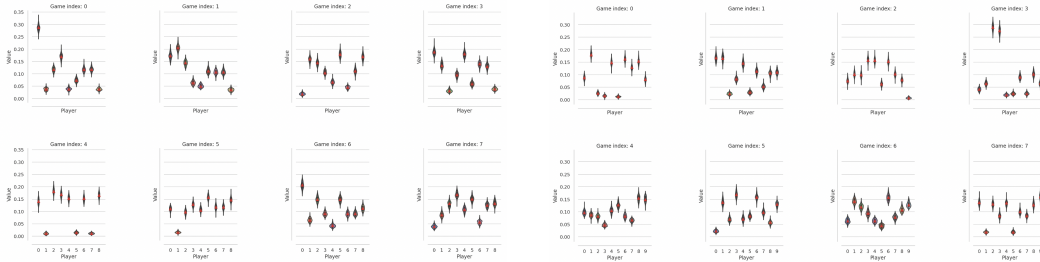 Game index: 0
Game index: 1
Game index: 2
Game index: 3
Value
0.35
0.30
0.25
0.20
0.15
0.10
0.05
0.00
Player
Value
Player
Value
Player
Value
Player
Game index: 4
Game index: 5
Game index: 6
Game index: 7
Value
0.35
0.30
0.25
0.20
0.15
0.10
0.05
0.00
0 1 2 3 4 5 6 7 8
Player
Value
0 1 2 3 4 5 6 7 8
Player
Value
0 1 2 3 4 5 6 7 8
Player
Value
0 1 2 3 4 5 6 7 8
Player
Game index: 0
Game index: 1
Game index: 2
Game index: 3
Value
0.30
0.25
0.20
0.15
0.10
0.05
0.00
Player
Value
Player
Value
Player
Value
Player
Game index: 4
Game index: 5
Game index: 6
Game index: 7
Value
0.30
0.25
0.20
0.15
0.10
0.05
0.00
0 1 2 3 4 5 6 7 8 9
Player
Value
0 1 2 3 4 5 6 7 8 9
Player
Value
0 1 2 3 4 5 6 7 8 9
Player
Value
0 1 2 3 4 5 6 7 8
Player